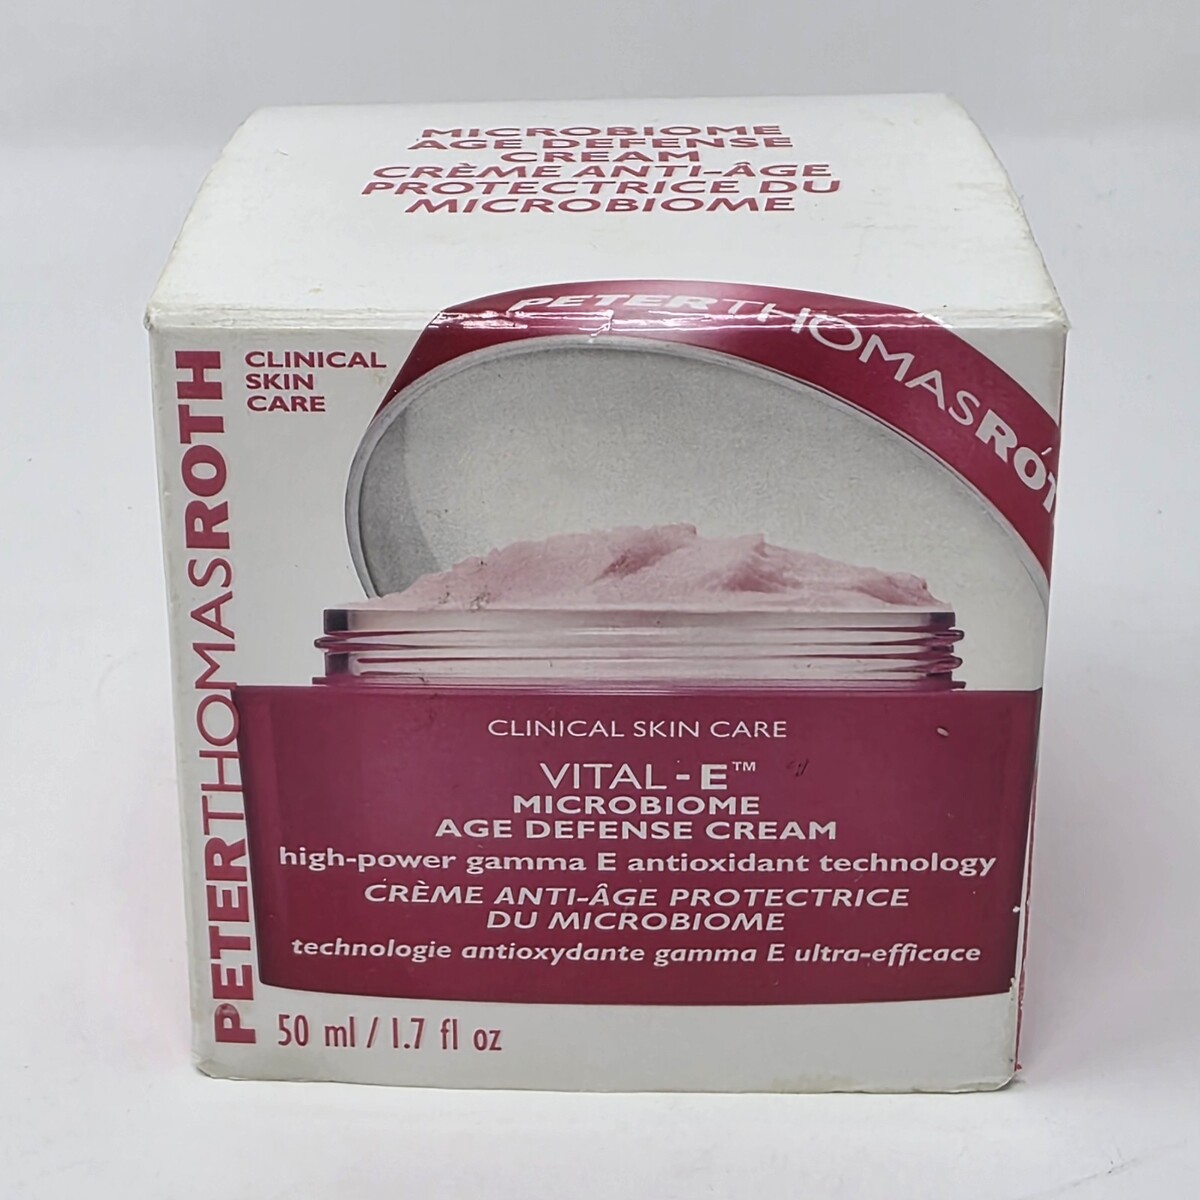 MICROBIOME
AGE DEFENSE
CREAM
CRÈME ANTI-ÂGE
PROTECTRICE DU
MICROBIOME
PETERTHOMASROT
PETERTHOMASROTH
CLINICAL
SKIN
CARE
CLINICAL SKIN CARE
VITAL-E™
MICROBIOME
AGE DEFENSE CREAM
high-power gamma E antioxidant technology
CRÈME ANTI-ÂGE PROTECTRICE
DU MICROBIOME
technologie antioxydante gamma E ultra-efficace
50 ml / 1.7 fl oz